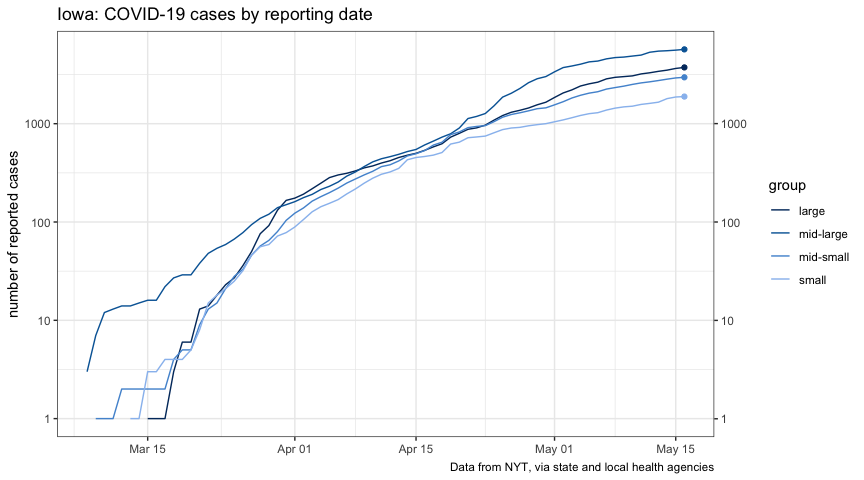 Iowa: COVID-19 cases by reporting date
number of reported cases
1000
100
10
1
1000
100
10
1
Mar 15
Apr 01
Apr 15
May 01
May 15
group
large
mid-large
mid-small
small
Data from NYT, via state and local health agencies